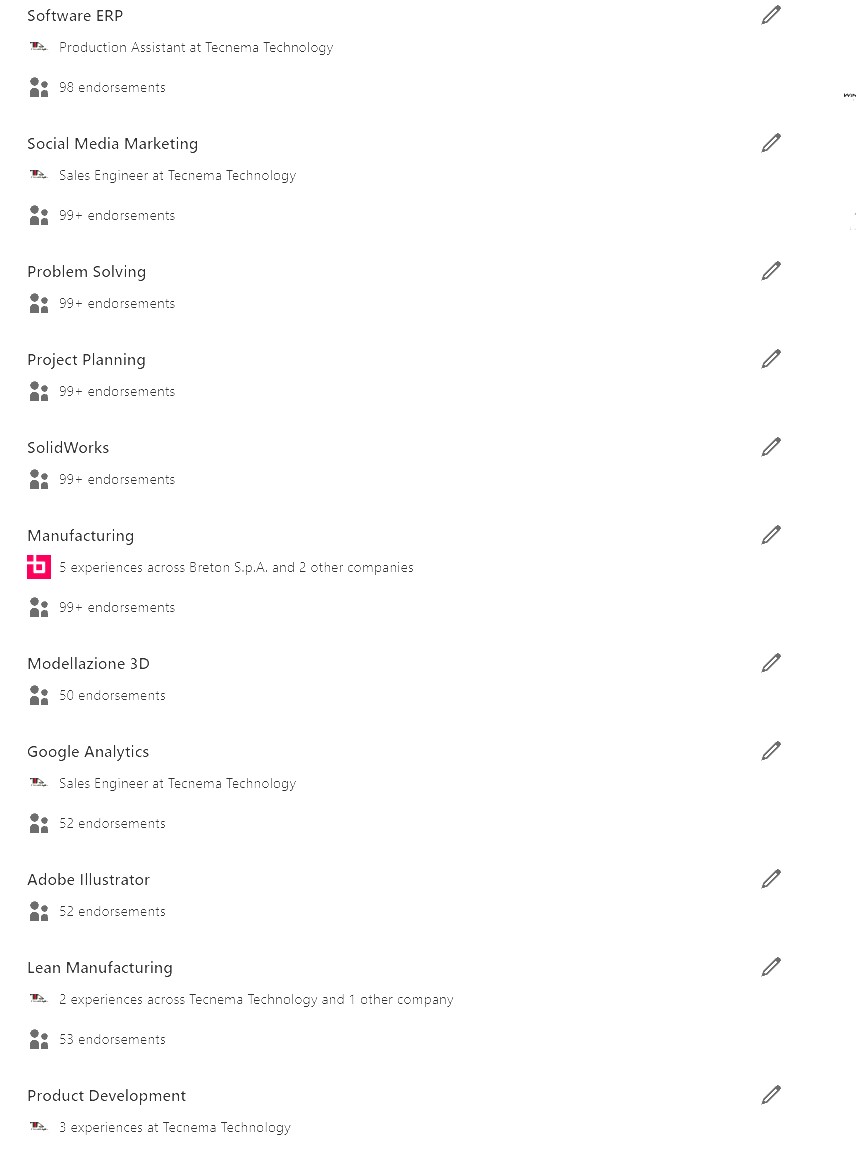 Software ERP
Production Assistant at Tecnema Technology
98 endorsements
Social Media Marketing
Sales Engineer at Tecnema Technology
99+ endorsements
Problem Solving
99+ endorsements
Project Planning
99+ endorsements
SolidWorks
99+ endorsements
Manufacturing
5 experiences across Breton S.p.A. and 2 other companies
99+ endorsements
Modellazione 3D
50 endorsements
Google Analytics
Sales Engineer at Tecnema Technology
52 endorsements
Adobe Illustrator
52 endorsements
Lean Manufacturing
2 experiences across Tecnema Technology and 1 other company
53 endorsements
Product Development
3 experiences at Tecnema Technology